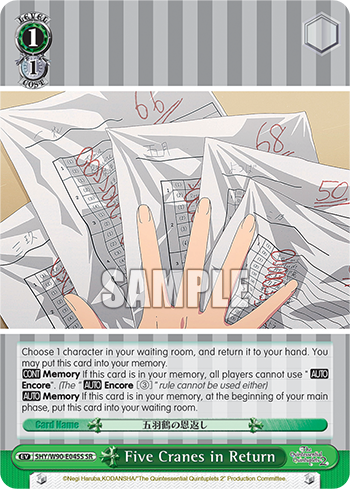 LEVEL
1
1
COST
66
68
50
SAMPLE
Choose 1 character in your waiting room, and return it to your hand. You
may put this card into your memory.
CONT Memory If this card is in your memory, all players cannot use "AUTO
Encore". (The "AUTO Encore [③]" rule cannot be used either)
AUTO Memory If this card is in your memory, at the beginning of your main
phase, put this card into your waiting room.
Card Name 五羽鶴の恩返し
EV 5HY/W90-E045S SR Five Cranes in Return
©Negi Haruba,KODANSHA/"The Quintessential Quintuplets 2" Production Committee.